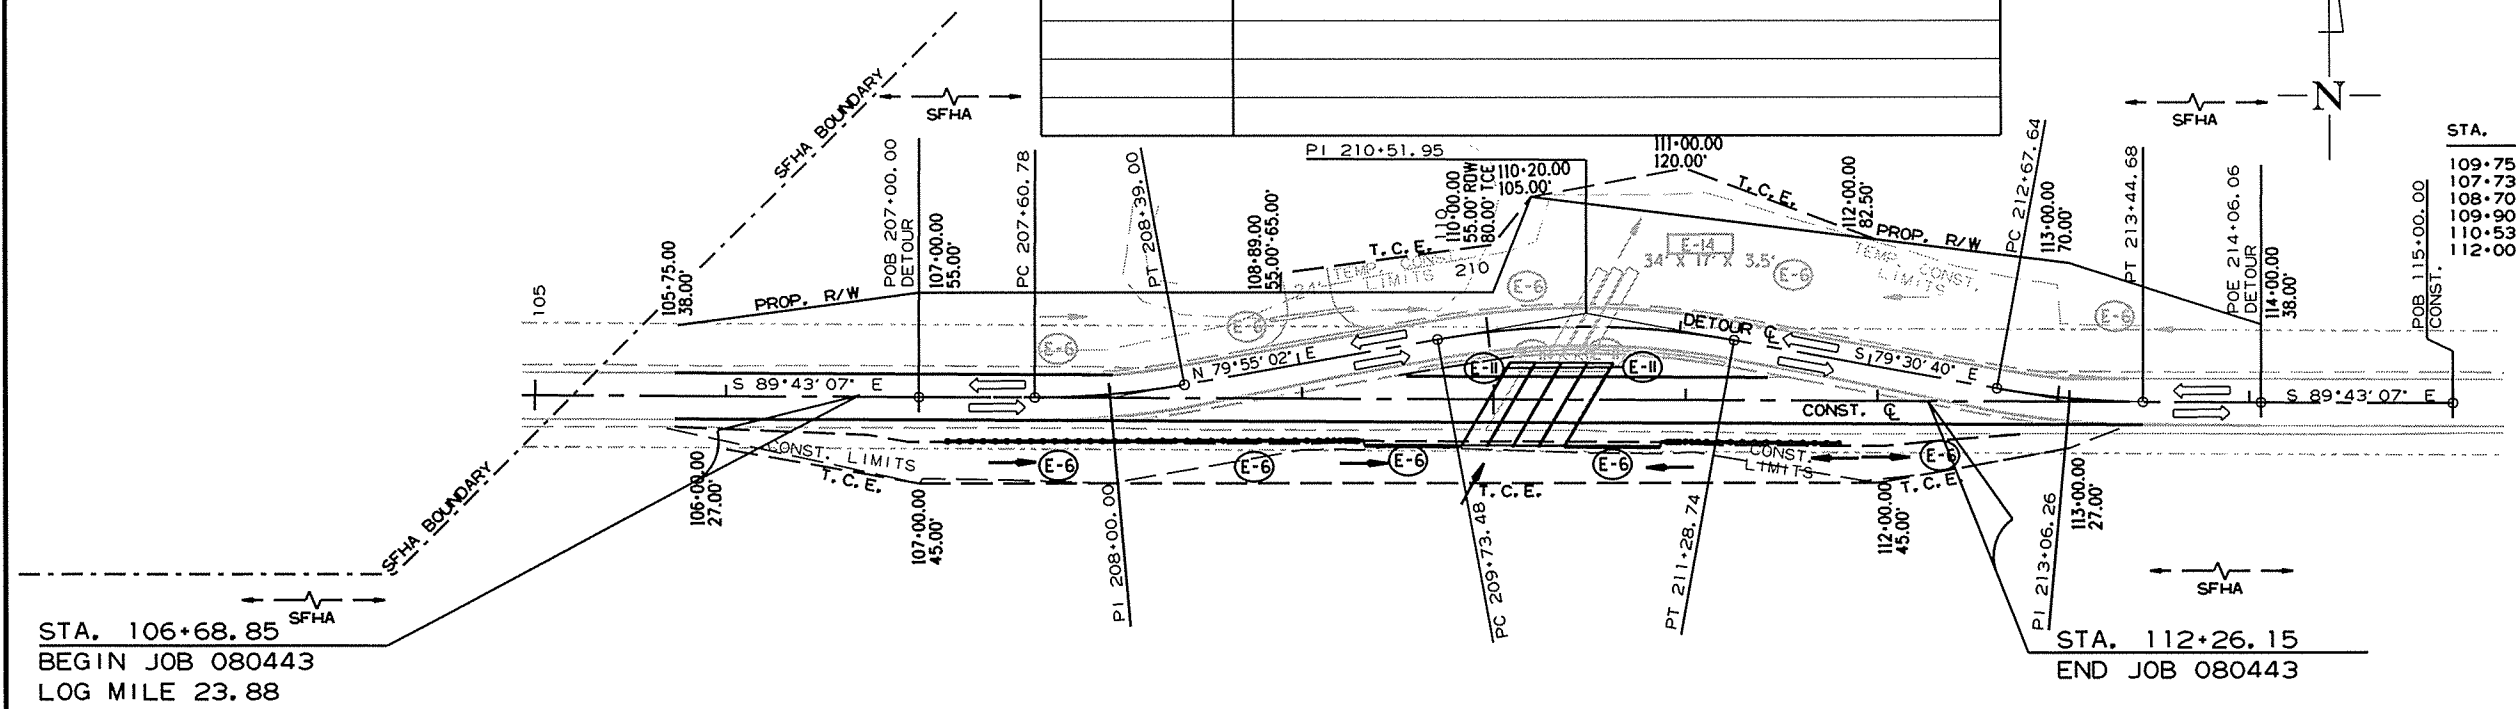 SFHA BOUNDARY
SFHA
SFHA
N
STA.
109+75
107+73
108+70
109+90
110+53
112+00
105
105+75.00
38.00'
PROP. R/W
POB 207+00.00
DETOUR
107+00.00
55.00'
PC 207+60.78
PT 208+39.00
108+89.00
55.00'-65.00'
PI 210+51.95
T.C.E.
110
110+00.00
55.00' ROW
80.00' TCE
110+20.00
105.00'
210
111+00.00
120.00'
T.C.E.
112+00.00
82.50'
PROP. R/W
PC 212+67.64
113+00.00
70.00'
PT 213+44.68
POE 214+06.06
DETOUR
114+00.00
38.00'
POB 115+00.00
CONST.
24'
TEMP. CONST.
LIMITS
E-14
34' X 17' X 3.5'
TEMP. CONST.
LIMITS
E-6
E-6
E-6
E-6
E-6
S 89°43'07" E
N 79°55'02" E
E-11
E-11
DETOUR ℄
S 79°30'40" E
CONST. ℄
S 89°43'07" E
CONST. LIMITS
T.C.E.
E-6
E-6
E-6
E-6
E-6
CONST.
LIMITS
T.C.E.
T.C.E.
106+00.00
27.00'
107+00.00
45.00'
PI 208+00.00
PC 209+73.48
PT 211+28.74
112+00.00
45.00'
PI 213+06.26
113+00.00
27.00'
SFHA BOUNDARY
SFHA
SFHA
STA. 106+68.85
BEGIN JOB 080443
LOG MILE 23.88
STA. 112+26.15
END JOB 080443